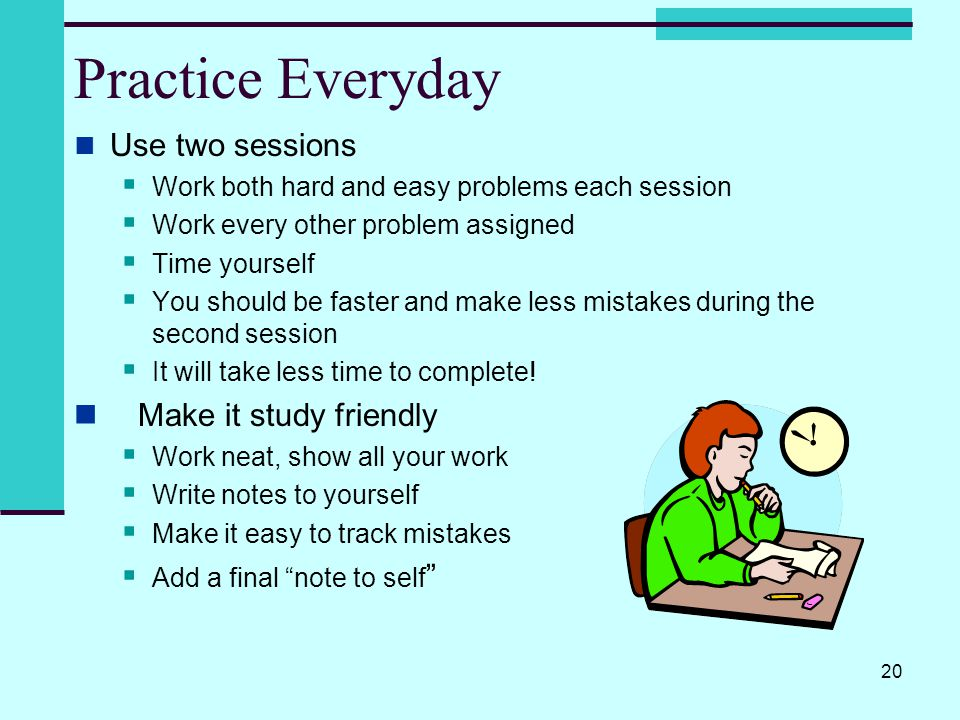 Practice Everyday
Use two sessions
Work both hard and easy problems each session
Work every other problem assigned
Time yourself
You should be faster and make less mistakes during the
second session
It will take less time to complete!
Make it study friendly
Work neat, show all your work
Write notes to yourself
Make it easy to track mistakes
Add a final “note to self”
20